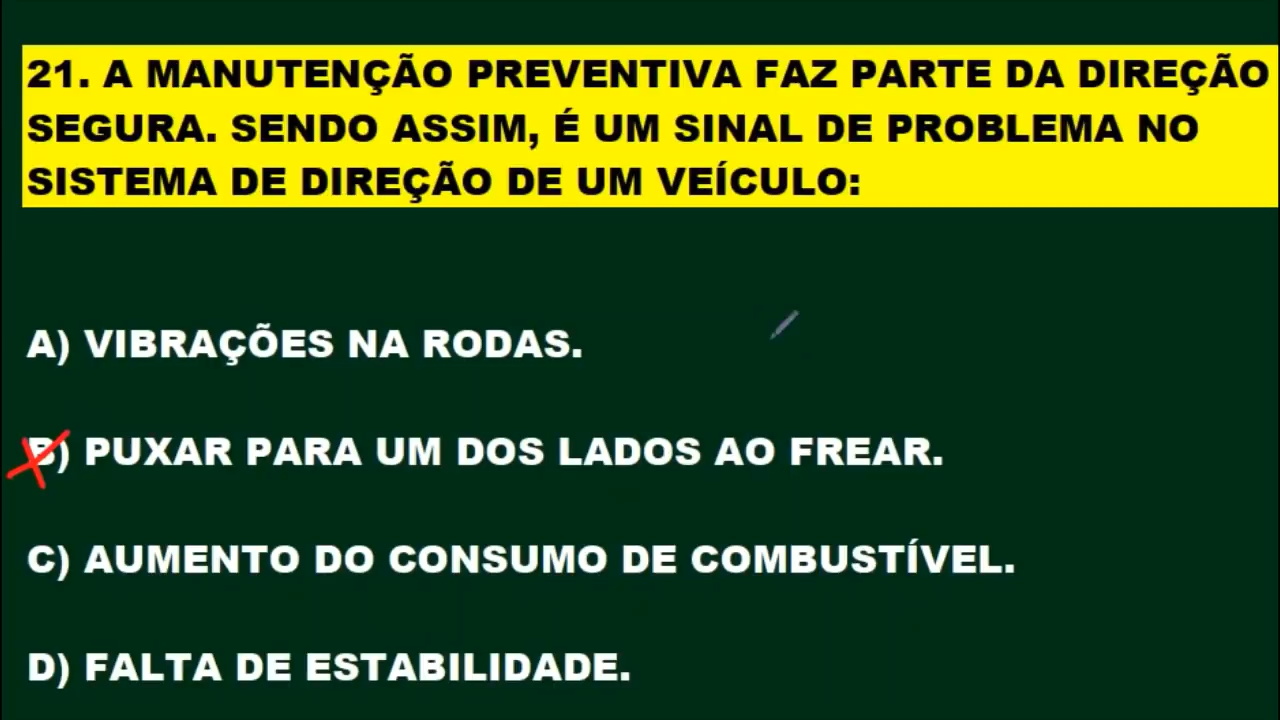 21. A MANUTENÇÃO PREVENTIVA FAZ PARTE DA DIREÇÃO
SEGURA. SENDO ASSIM, É UM SINAL DE PROBLEMA NO
SISTEMA DE DIREÇÃO DE UM VEÍCULO:
A) VIBRAÇÕES NA RODAS.
B) PUXAR PARA UM DOS LADOS AO FREAR.
C) AUMENTO DO CONSUMO DE COMBUSTÍVEL.
D) FALTA DE ESTABILIDADE.